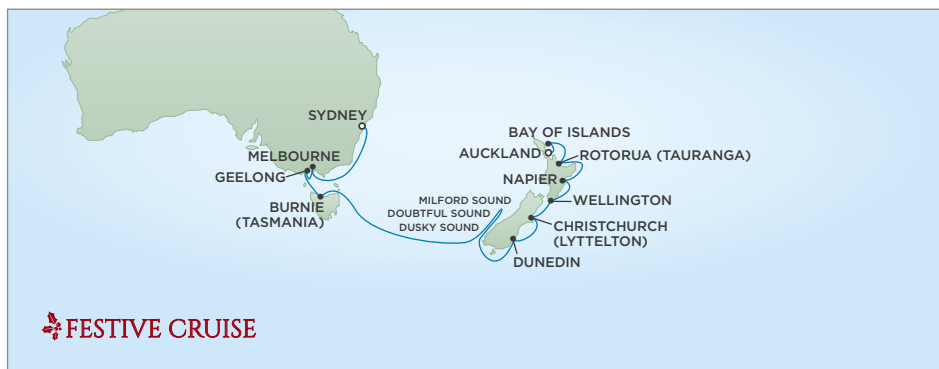 SYDNEY
BAY OF ISLANDS
AUCKLAND
ROTORUA (TAURANGA)
MELBOURNE
GEELONG
NAPIER
WELLINGTON
BURNIE
(TASMANIA)
MILFORD SOUND
DOUBTFUL SOUND
DUSKY SOUND
CHRISTCHURCH
(LYTTELTON)
DUNEDIN
FESTIVE CRUISE